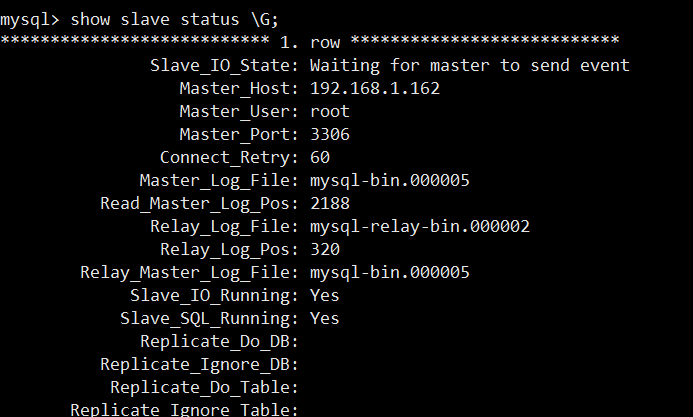 mysql> show slave status \G;
*************************** 1. row ***************************
Slave_IO_State: Waiting for master to send event
Master_Host: 192.168.1.162
Master_User: root
Master_Port: 3306
Connect_Retry: 60
Master_Log_File: mysql-bin.000005
Read_Master_Log_Pos: 2188
Relay_Log_File: mysql-relay-bin.000002
Relay_Log_Pos: 320
Relay_Master_Log_File: mysql-bin.000005
Slave_IO_Running: Yes
Slave_SQL_Running: Yes
Replicate_Do_DB:
Replicate_Ignore_DB:
Replicate_Do_Table:
Replicate_Ignore_Table: